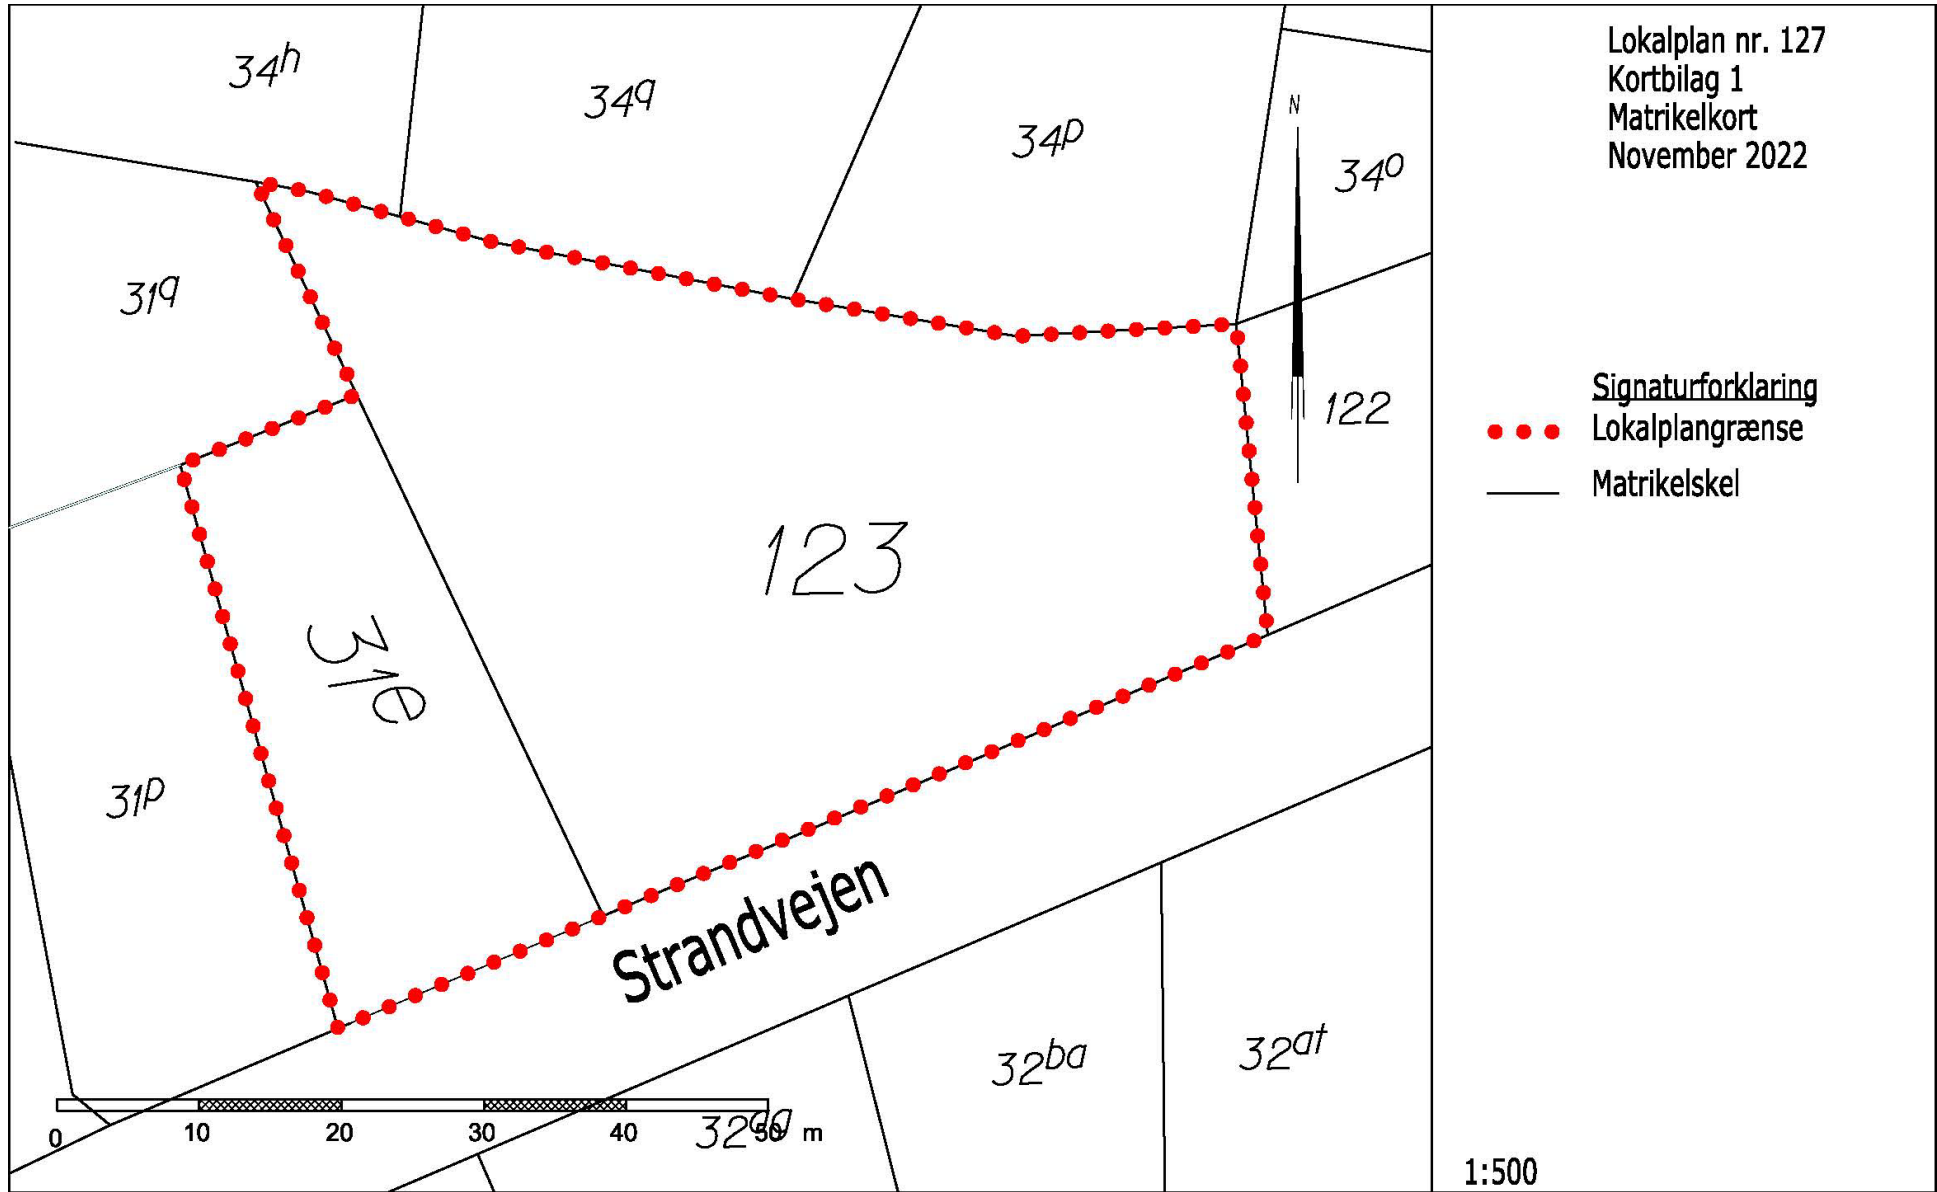 Lokalplan nr. 127
Kortbilag 1
Matrikelkort
November 2022
34h
34q
34p
34o
N
31q
122
Signaturforklaring
Lokalplangrænse
Matrikelskel
123
31e
31p
Strandvejen
32ba
32at
0 10 20 30 40 50 m
1:500